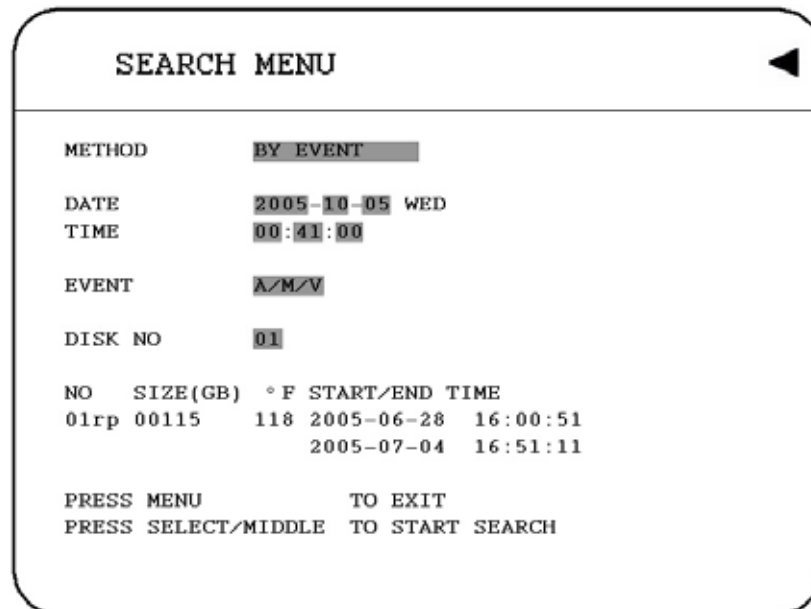 SEARCH MENU
METHOD BY EVENT
DATE 2005-10-05 WED
TIME 00:41:00
EVENT A/M/V
DISK NO 01
NO SIZE(GB) °F START/END TIME
01rp 00115 118 2005-06-28 16:00:51
2005-07-04 16:51:11
PRESS MENU TO EXIT
PRESS SELECT/MIDDLE TO START SEARCH